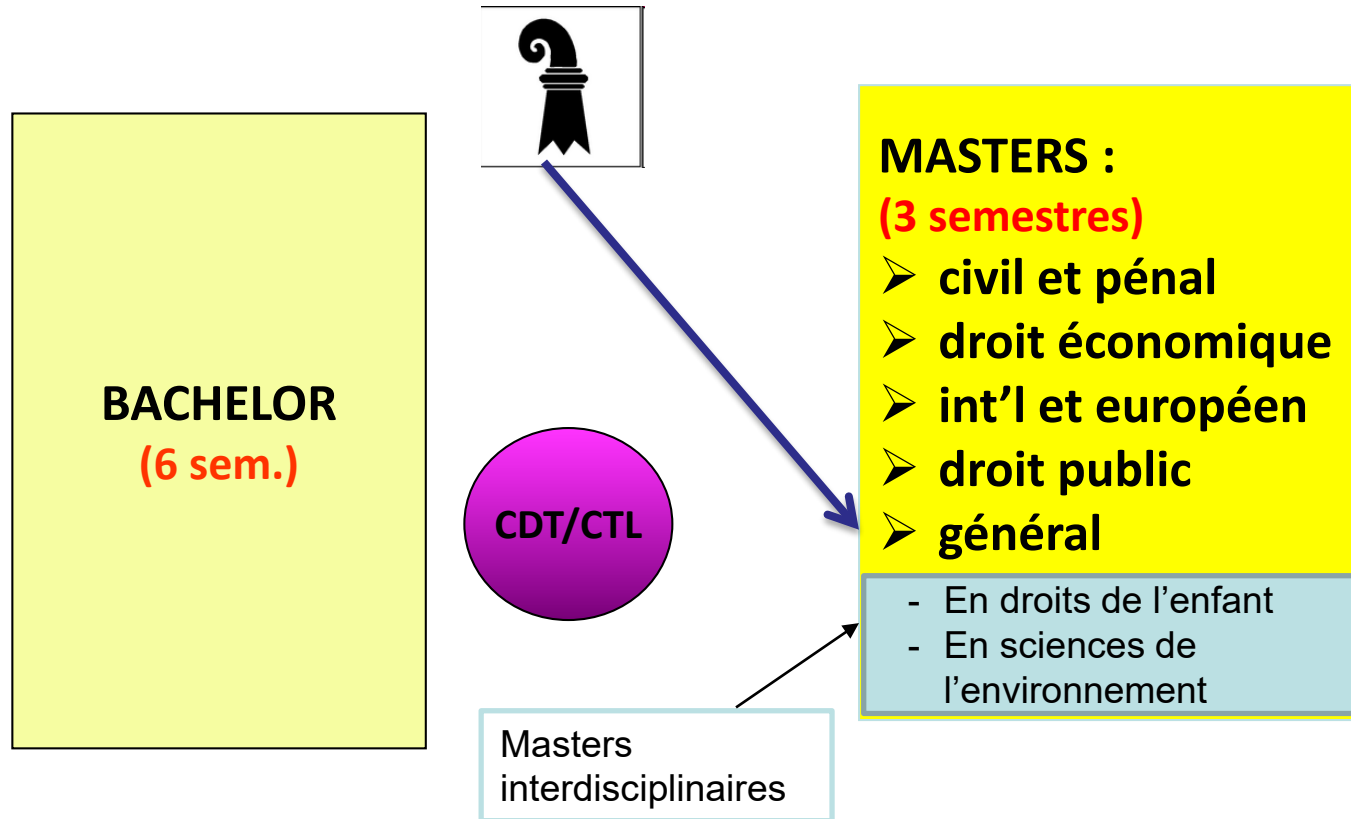 BACHELOR
(6 sem.)
CDT/CTL
MASTERS :
(3 semestres)
➢ civil et pénal
➢ droit économique
➢ int’l et européen
➢ droit public
➢ général
- En droits de l’enfant
- En sciences de
l’environnement
Masters
interdisciplinaires